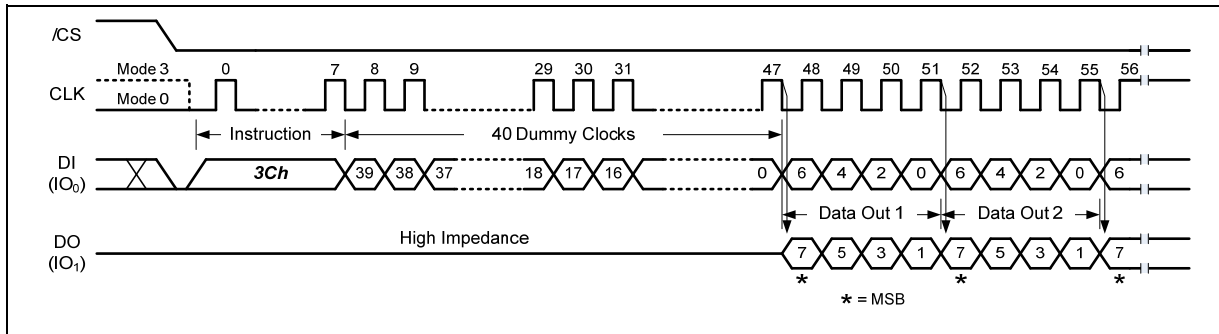 /CS
Mode 3 0 7 8 9 29 30 31 47 48 49 50 51 52 53 54 55 56
CLK Mode 0
Instruction 40 Dummy Clocks
DI (IO0) 3Ch 39 38 37 18 17 16 0 6 4 2 0 6 4 2 0 6
Data Out 1 Data Out 2
DO (IO1) High Impedance 7 5 3 1 7 5 3 1 7
* * *
* = MSB